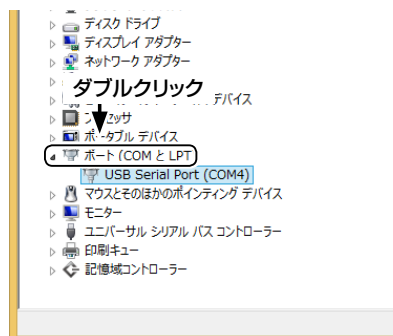 ディスク ドライブ
ディスプレイ アダプター
ネットワーク アダプター
ダブルクリック
デバイス
ポータブル デバイス
ポート (COM と LPT)
USB Serial Port (COM4)
マウスとそのほかのポインティング デバイス
モニター
ユニバーサル シリアル バス コントローラー
印刷キュー
記憶域コントローラー